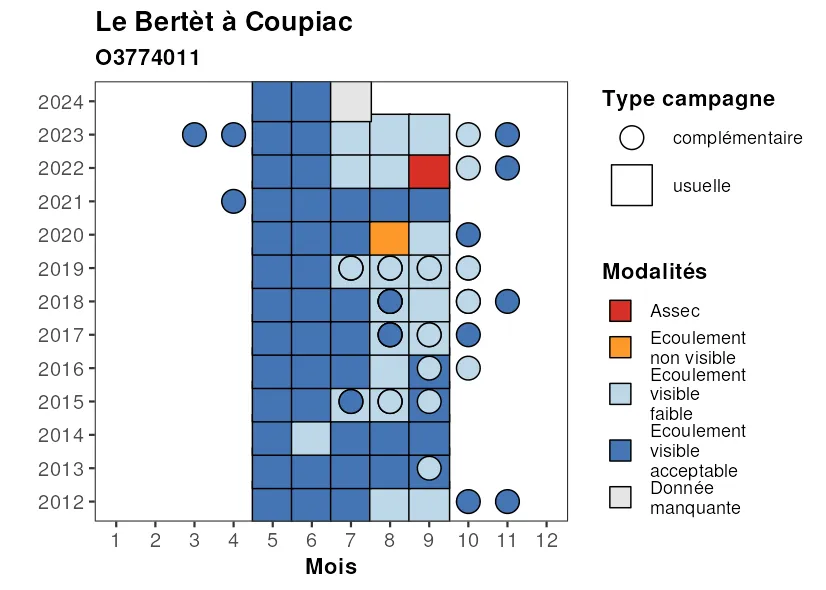 Le Bertèt à Coupiac
O3774011
2024
2023
2022
2021
2020
2019
2018
2017
2016
2015
2014
2013
2012
1 2 3 4 5 6 7 8 9 10 11 12
Mois
Type campagne
complémentaire
usuelle
Modalités
Assec
Ecoulement
non visible
Ecoulement
visible
faible
Ecoulement
visible
acceptable
Donnée
manquante